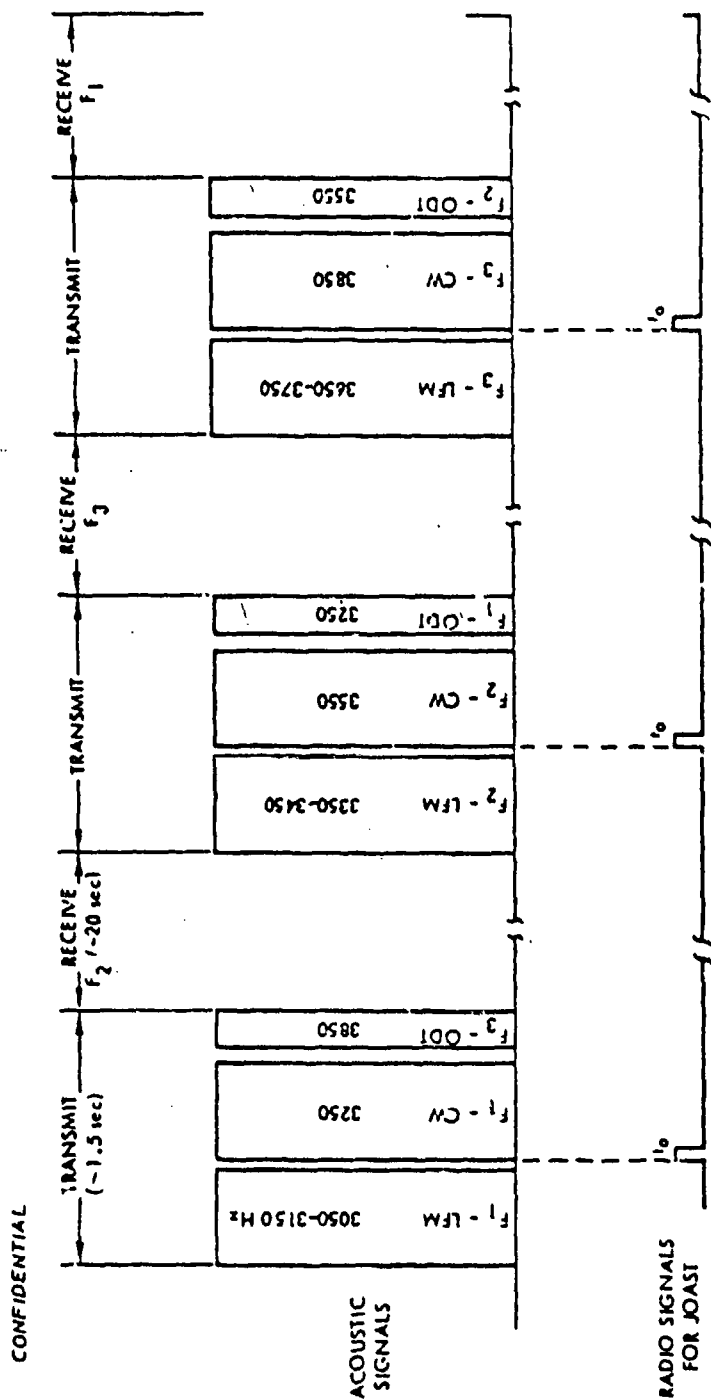 CONFIDENTIAL
TRANSMIT
(~1.5 sec)
RECEIVE
F2 (~20 sec)
TRANSMIT
RECEIVE
F3
TRANSMIT
RECEIVE
F1
ACOUSTIC
SIGNALS
F1 - LFM 3050-3150 Hz
F1 - CW 3250
F3 - ODT 3850
F2 - LFM 3350-3450
F2 - CW 3550
F1 - ODT 3250
F3 - LFM 3650-3750
F3 - CW 3850
F2 - ODT 3550
RADIO SIGNALS
FOR JOAST